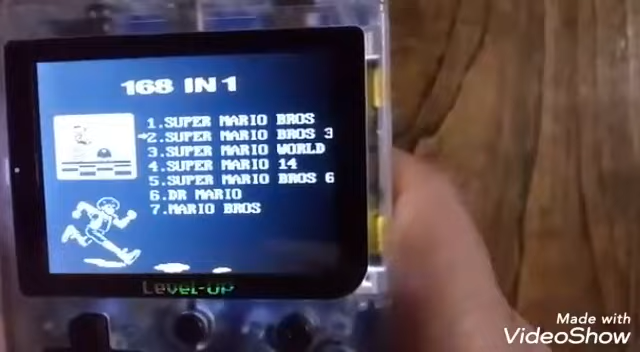 168 IN 1
1.SUPER MARIO BROS
➔2.SUPER MARIO BROS 3
3.SUPER MARIO WORLD
4.SUPER MARIO 14
5.SUPER MARIO BROS 6
6.DR MARIO
7.MARIO BROS
Level-UP
Made with
VideoShow